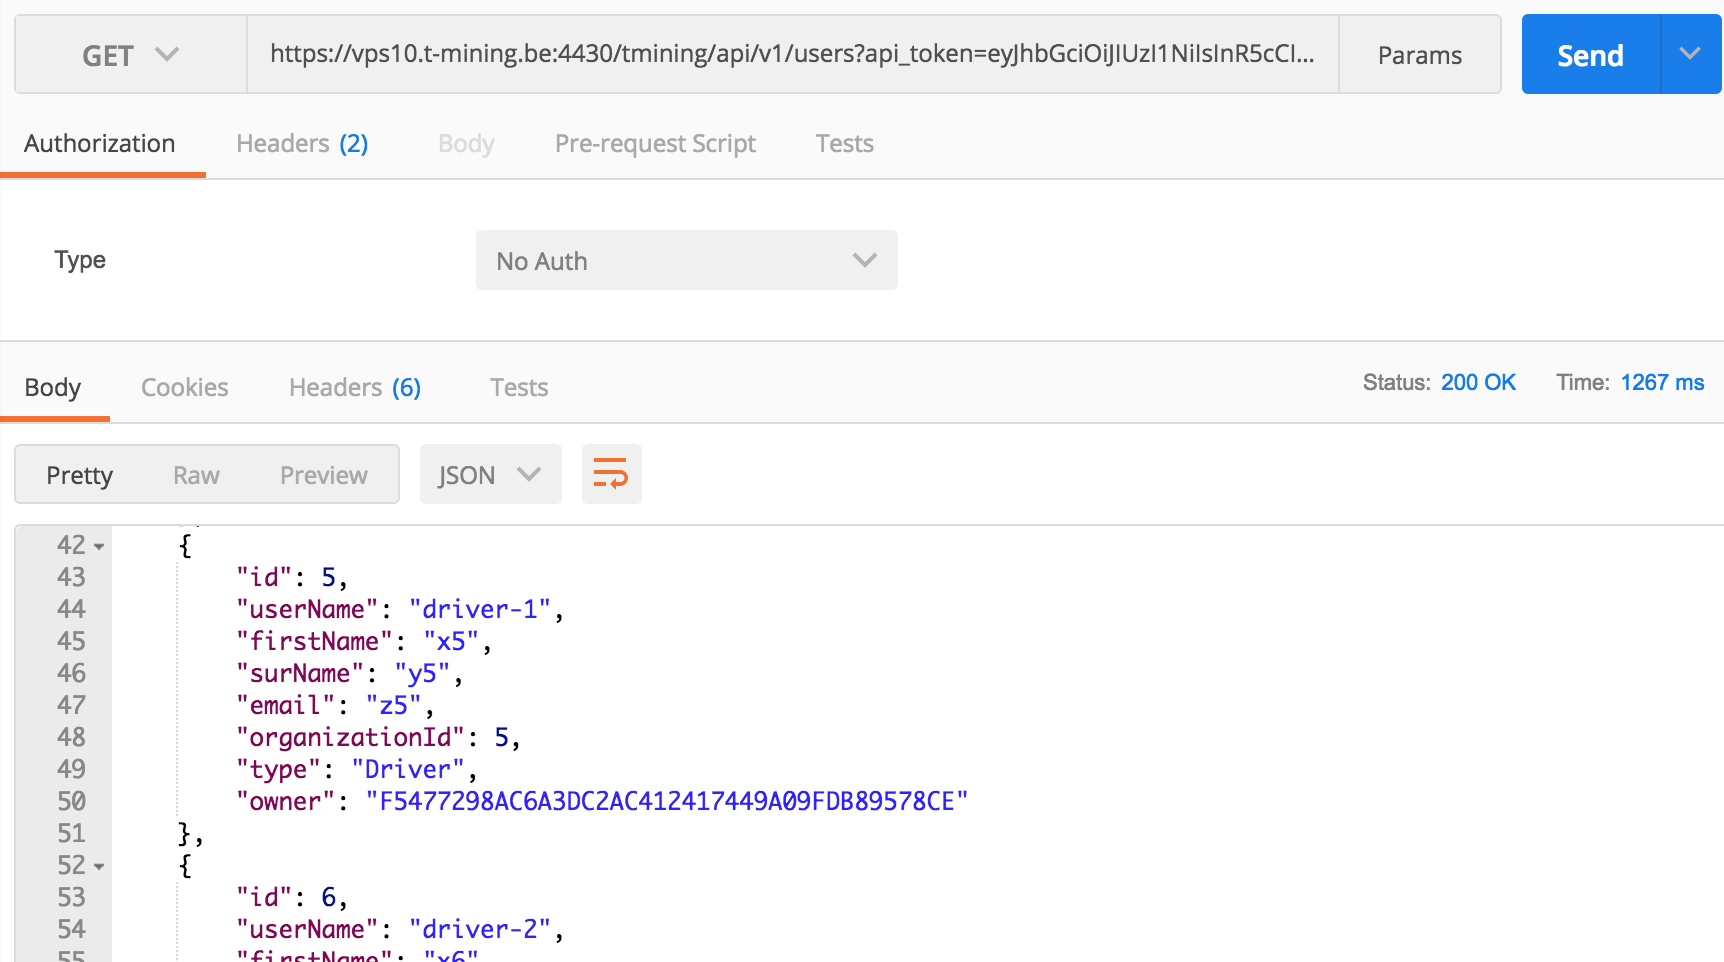 GET https://vps10.t-mining.be:4430/tmining/api/v1/users?api_token=eyJhbGciOiJIUzI1NiIsInR5cCI... Params Send
Authorization Headers (2) Body Pre-request Script Tests
Type No Auth
Body Cookies Headers (6) Tests Status: 200 OK Time: 1267 ms
Pretty Raw Preview JSON
42 {
43 "id": 5,
44 "userName": "driver-1",
45 "firstName": "x5",
46 "surName": "y5",
47 "email": "z5",
48 "organizationId": 5,
49 "type": "Driver",
50 "owner": "F5477298AC6A3DC2AC412417449A09FDB89578CE"
51 },
52 {
53 "id": 6,
54 "userName": "driver-2",
55 "firstName": "x6"